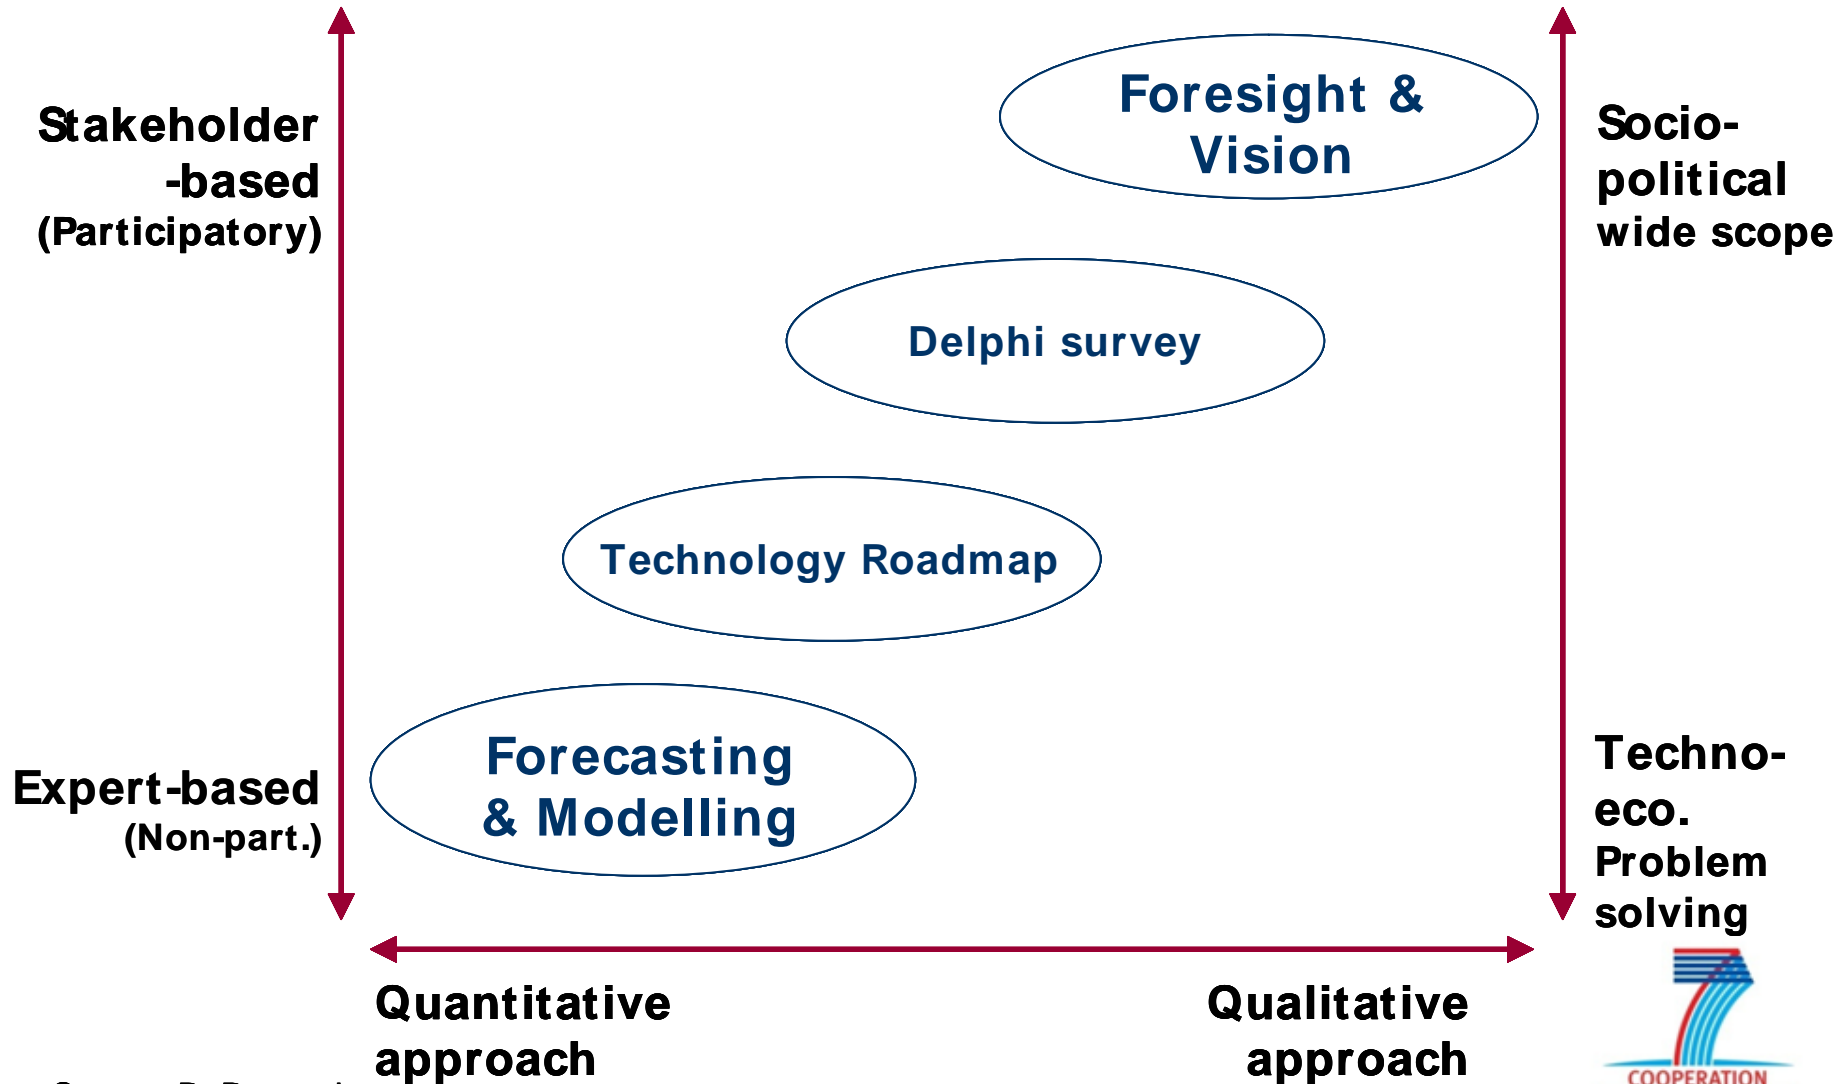 Foresight &
Vision
Stakeholder
-based
(Participatory)
Socio-
political
wide scope
Delphi survey
Technology Roadmap
Forecasting
& Modelling
Expert-based
(Non-part.)
Techno-
eco.
Problem
solving
Quantitative
approach
Qualitative
approach
7
COOPERATION